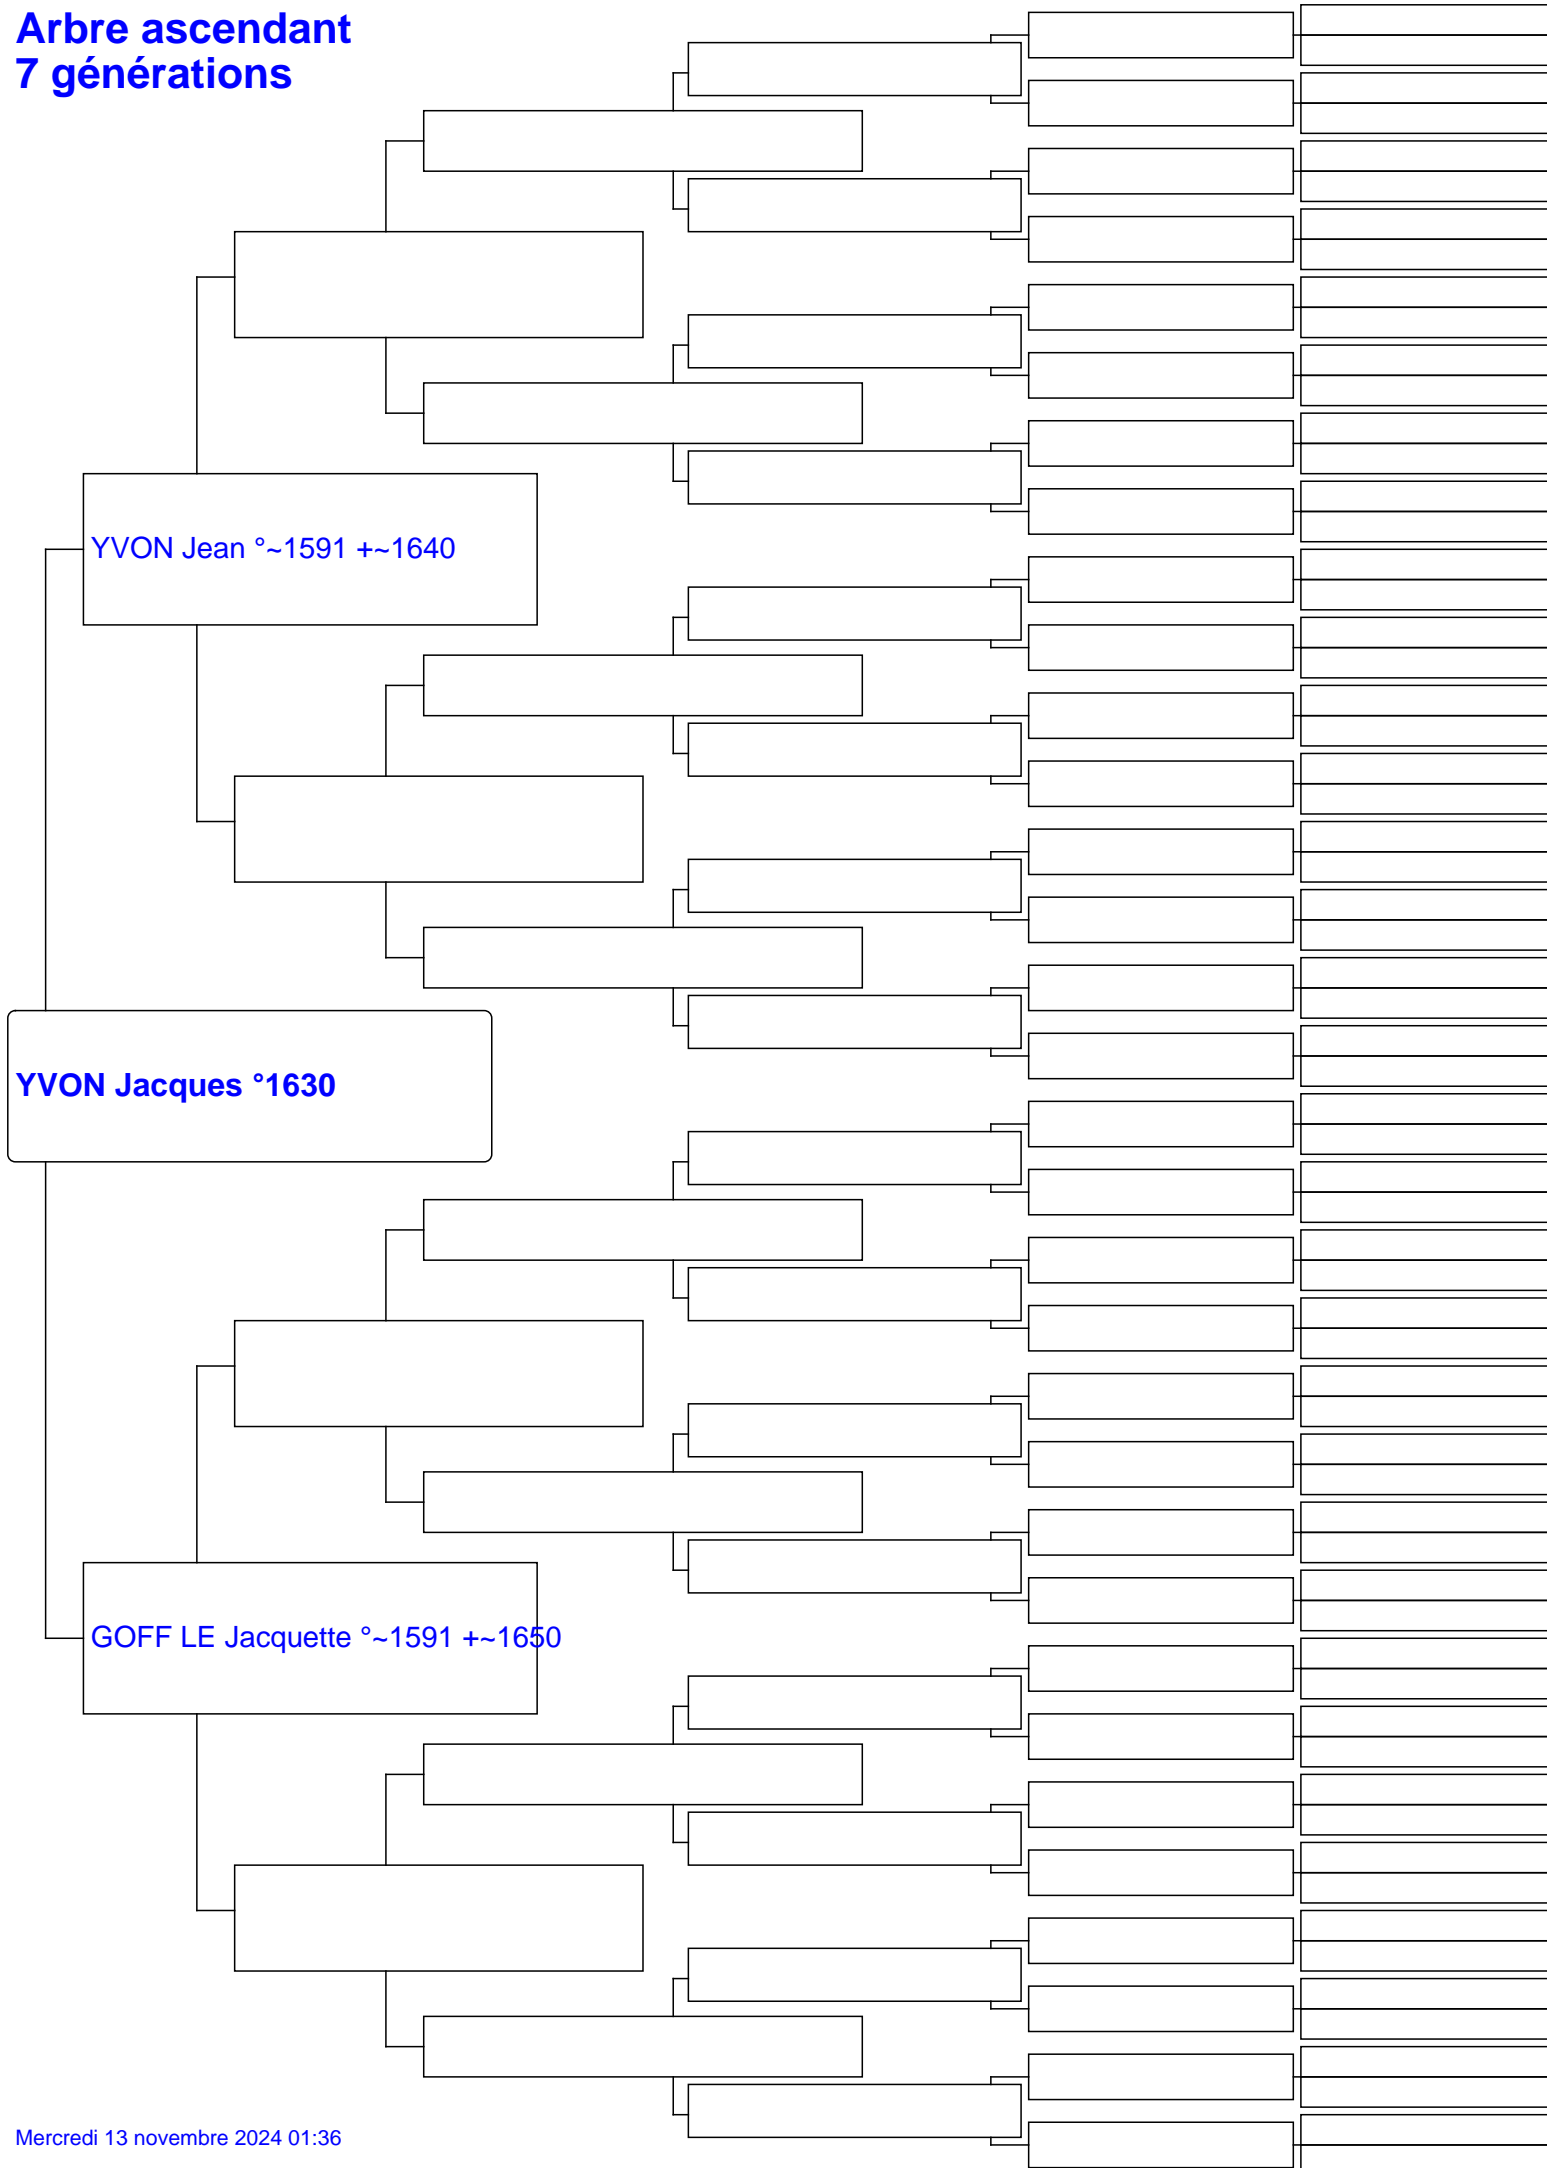 Arbre ascendant
7 générations
YVON Jean °~1591 +~1640
YVON Jacques °1630
GOFF LE Jacquette °~1591 +~1650
Mercredi 13 novembre 2024 01:36